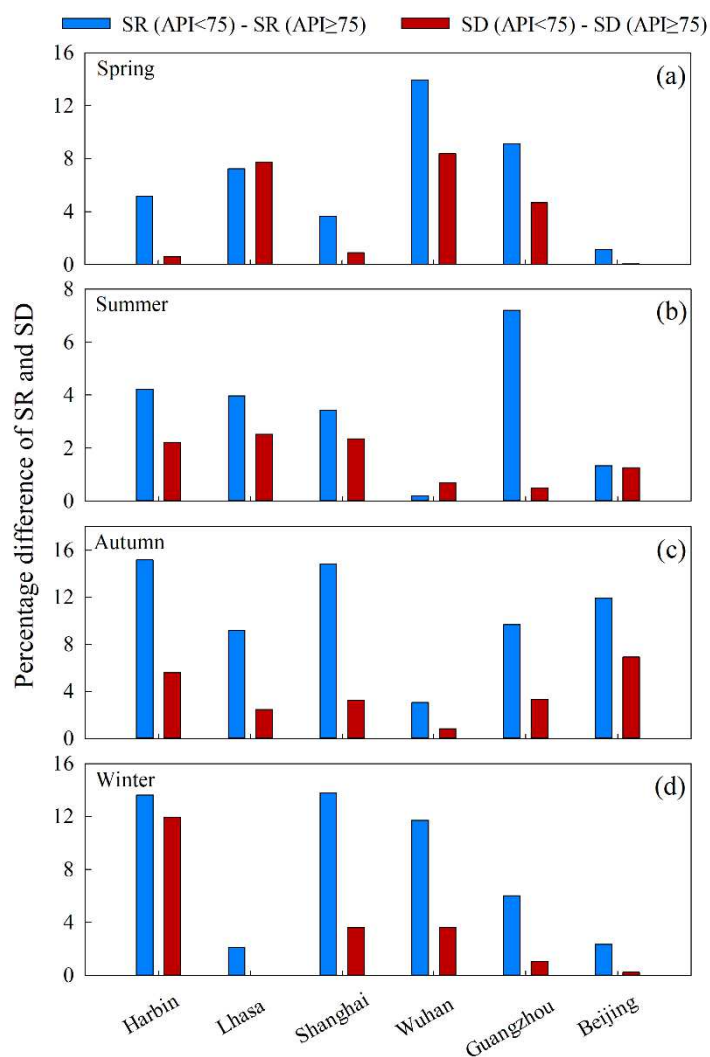 SR (API<75) - SR (API≥75) SD (API<75) - SD (API≥75)
Percentage difference of SR and SD
Spring
(a)
16
12
8
4
0
Summer
(b)
8
6
4
2
0
Autumn
(c)
16
12
8
4
0
Winter
(d)
16
12
8
4
0
Harbin Lhasa Shanghai Wuhan Guangzhou Beijing